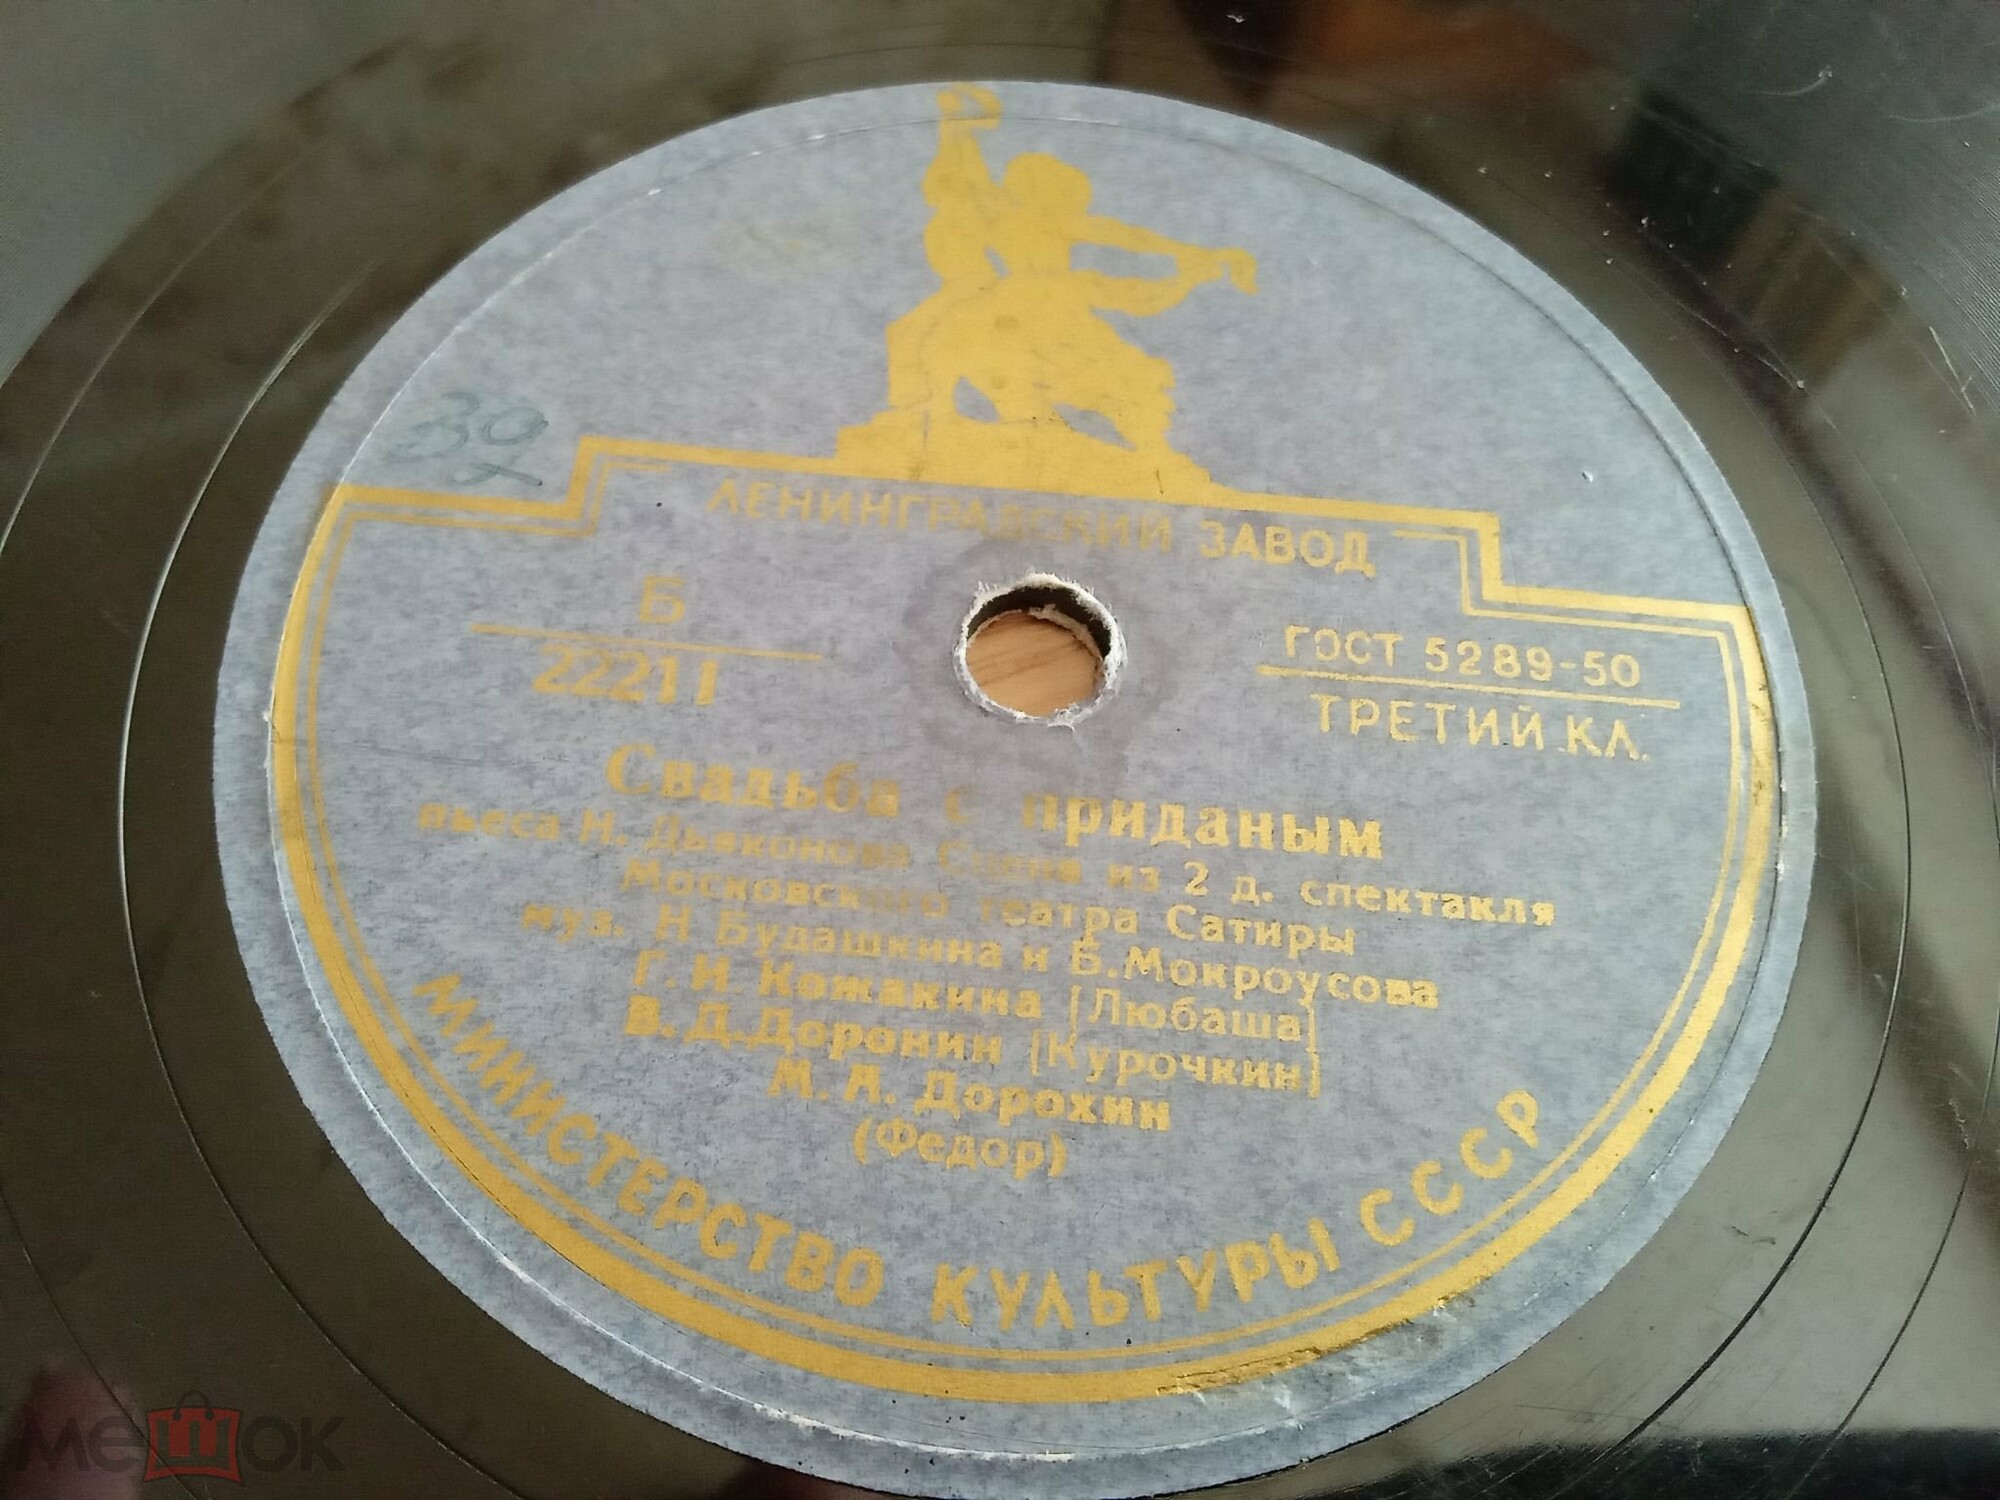 ЛЕНИНГРАДСКИЙ ЗАВОД
Б
22211
ГОСТ 5289-50
ТРЕТИЙ КЛ.
Свадьба с приданым
пьеса Н. Дьяконова Сцена из 2 д. спектакля
Московского театра Сатиры
муз. Н Будашкина и Б.Мокроусова
Г.Н.Кожакина [Любаша]
В.Д.Доронин [Курочкин]
М.А.Дорохин
(Федор)
МИНИСТЕРСТВО КУЛЬТУРЫ СССР
мешок